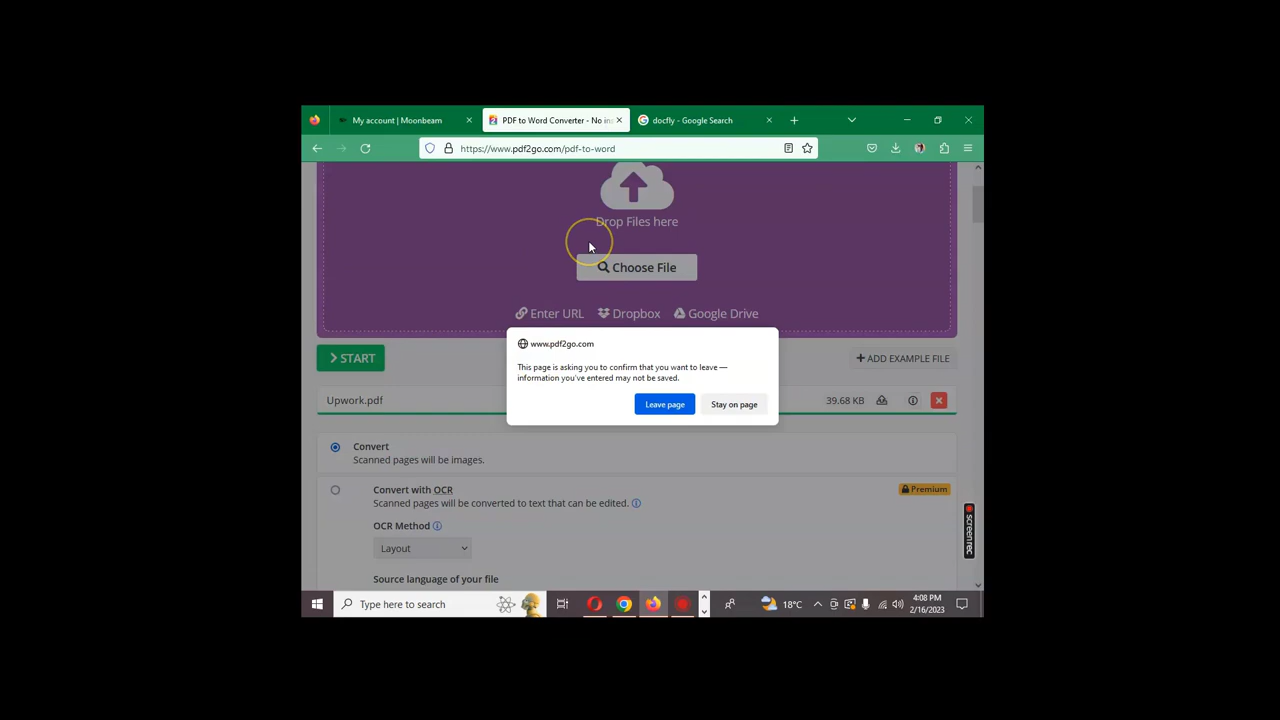 My account | Moonbeam
PDF to Word Converter - No in
docfly - Google Search
https://www.pdf2go.com/pdf-to-word
Drop Files here
Choose File
Enter URL
Dropbox
Google Drive
START
+ ADD EXAMPLE FILE
www.pdf2go.com
This page is asking you to confirm that you want to leave —
information you've entered may not be saved.
Leave page
Stay on page
Upwork.pdf
39.68 KB
Convert
Scanned pages will be images.
Convert with OCR
Premium
Scanned pages will be converted to text that can be edited.
OCR Method
Layout
Source language of your file
screenrec
Type here to search
18°C
4:08 PM
2/16/2023